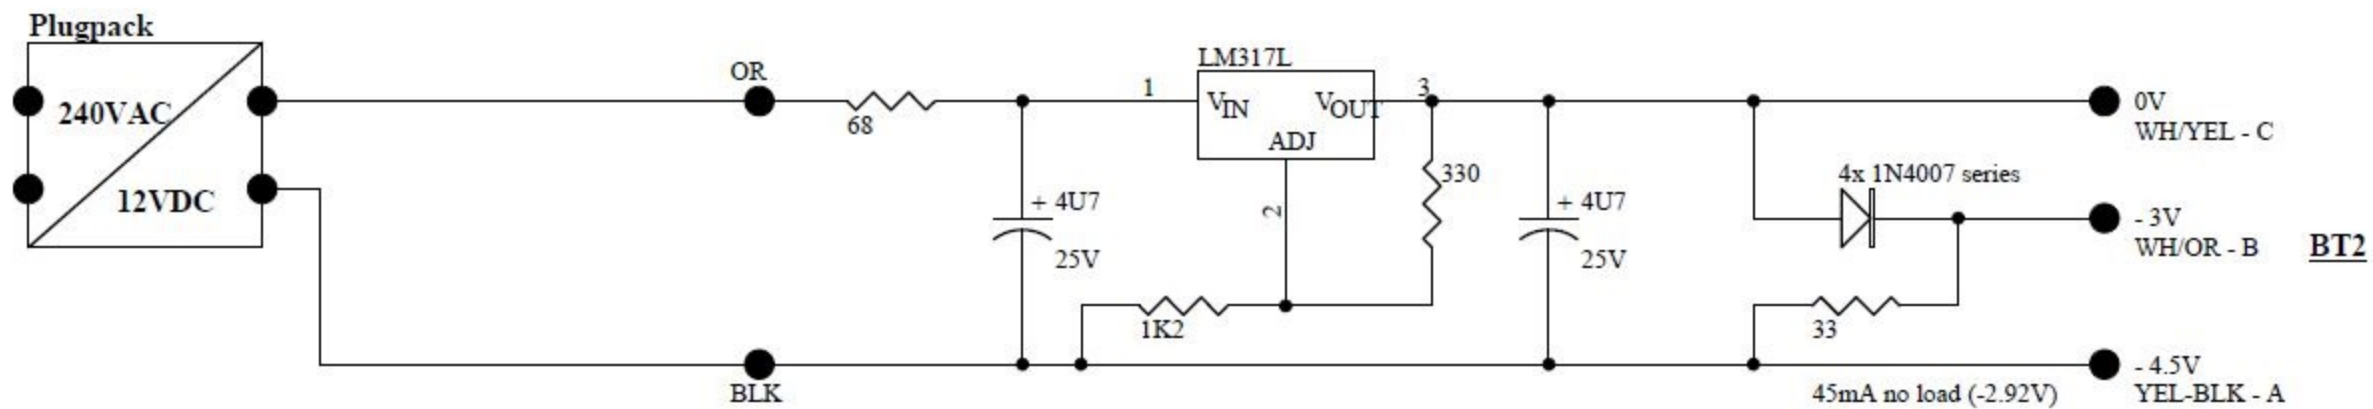 Plugpack
240VAC
12VDC
OR
BLK
68
+ 4U7
25V
1
LM317L
VIN
VOUT
ADJ
3
2
330
1K2
+ 4U7
25V
4x 1N4007 series
33
45mA no load (-2.92V)
0V
WH/YEL - C
- 3V
WH/OR - B
BT2
- 4.5V
YEL-BLK - A